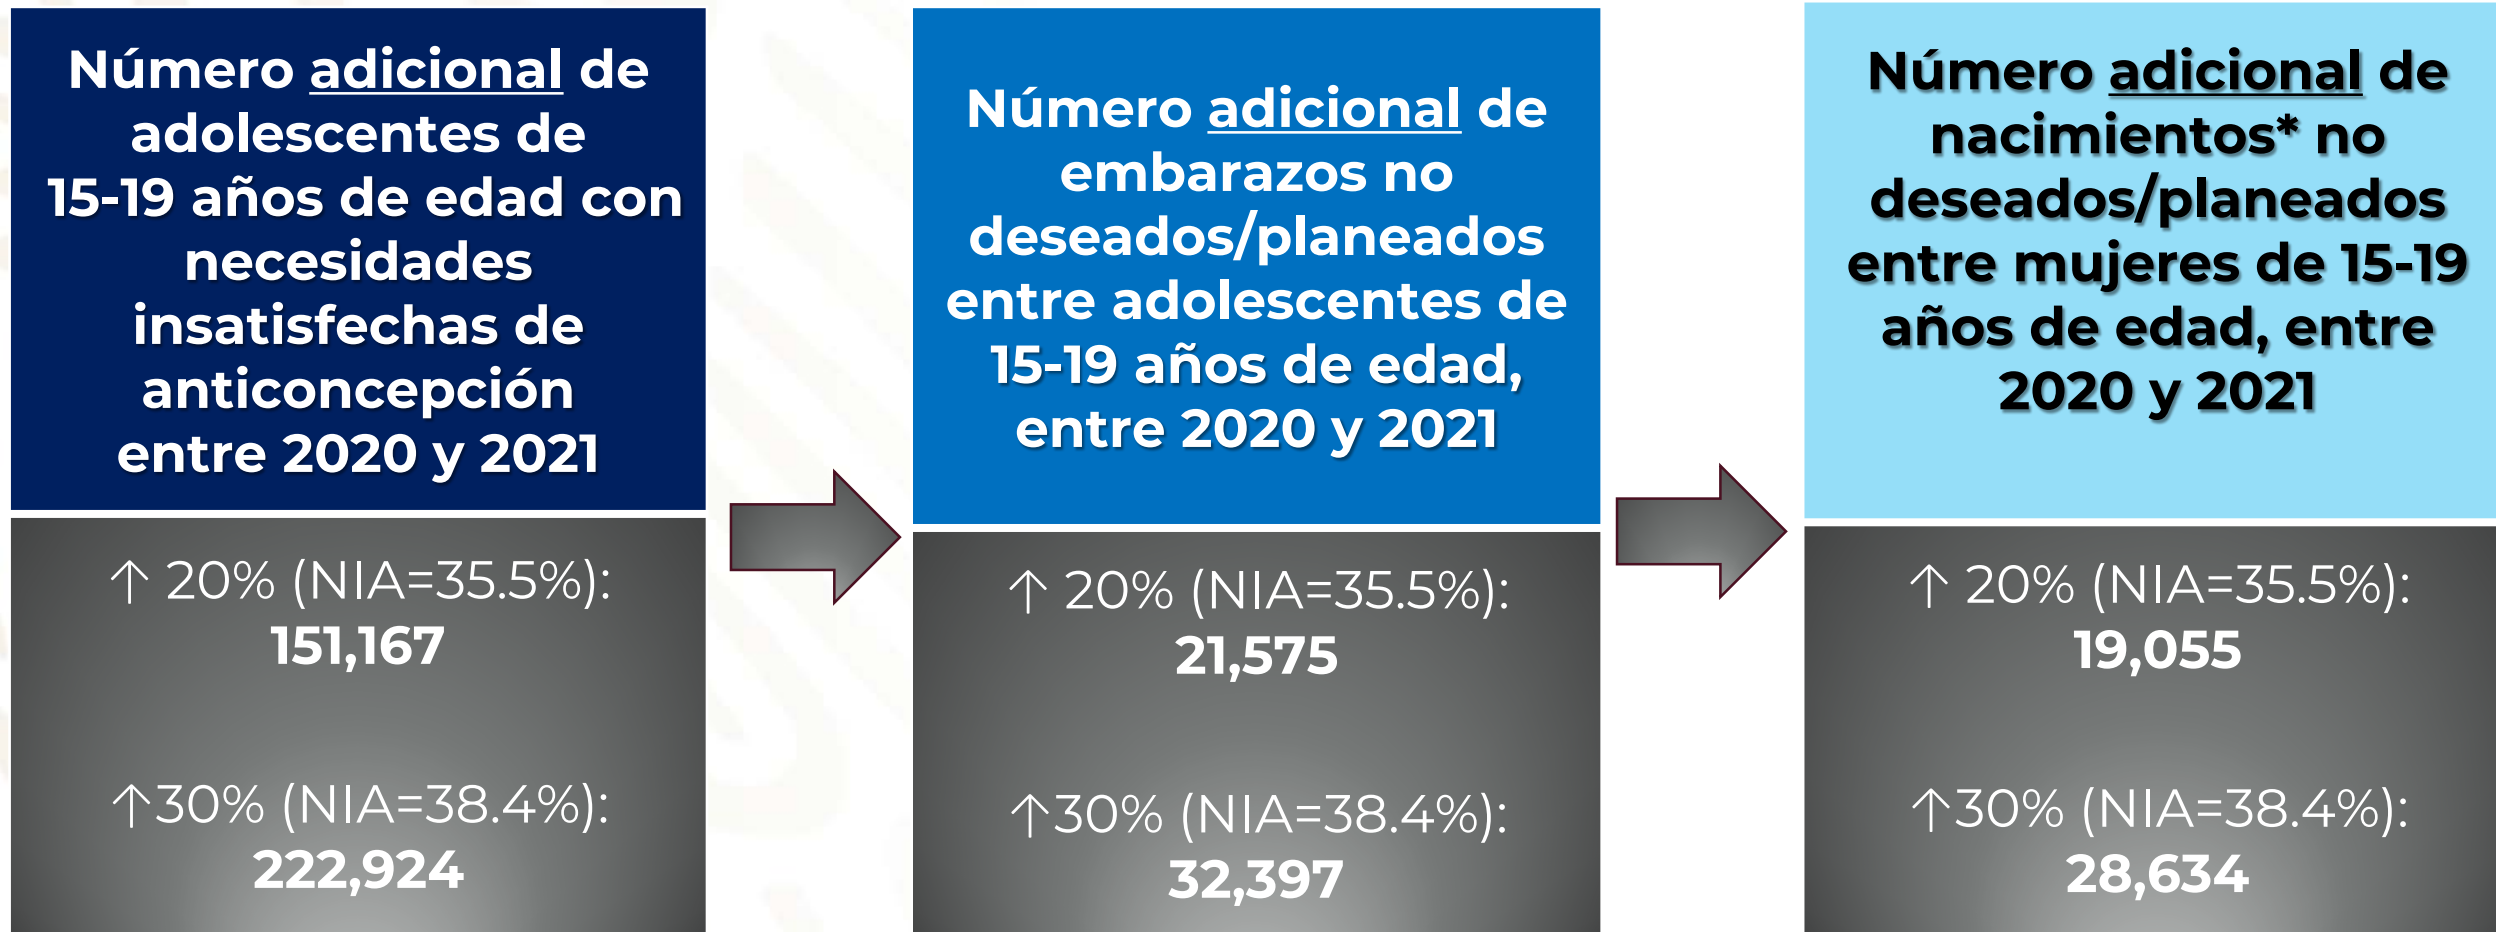 Número adicional de
adolescentes de
15-19 años de edad con
necesidades
insatisfechas de
anticoncepción
entre 2020 y 2021
↑ 20% (NIA=35.5%):
151,167
↑30% (NIA=38.4%):
222,924
Número adicional de
embarazos no
deseados/planeados
entre adolescentes de
15-19 años de edad,
entre 2020 y 2021
↑ 20% (NIA=35.5%):
21,575
↑30% (NIA=38.4%):
32,397
Número adicional de
nacimientos* no
deseados/planeados
entre mujeres de 15-19
años de edad, entre
2020 y 2021
↑ 20% (NIA=35.5%):
19,055
↑30% (NIA=38.4%):
28,634